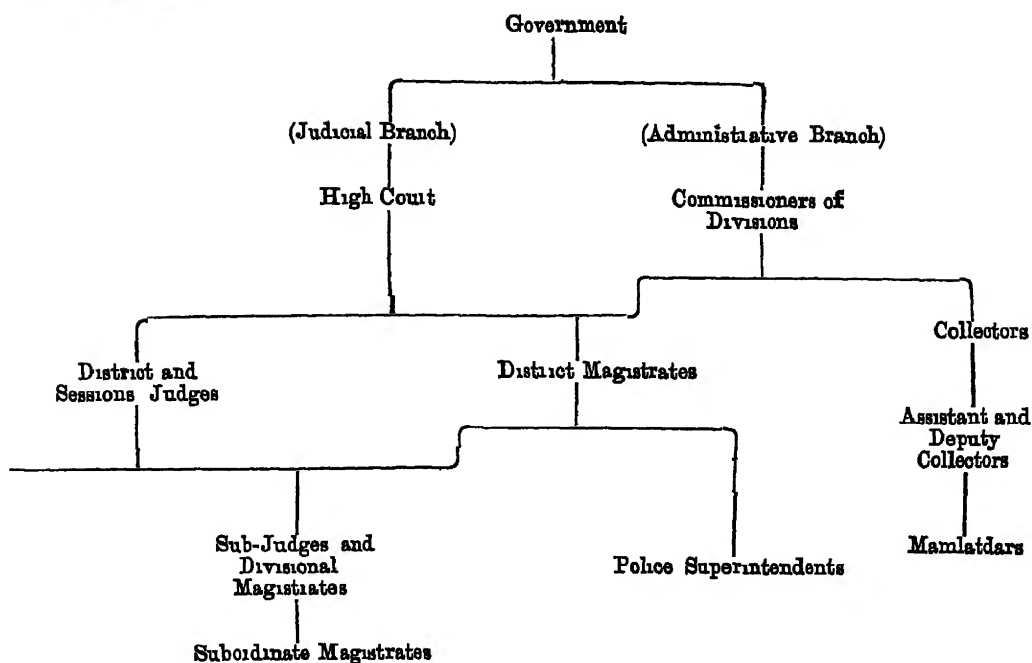 Government
(Judicial Branch)
(Administrative Branch)
High Court
Commissioners of
Divisions
Collectors
District and
Sessions Judges
District Magistrates
Assistant and
Deputy
Collectors
Sub-Judges and
Divisional
Magistrates
Police Superintendents
Mamlatdars
Subordinate Magistrates